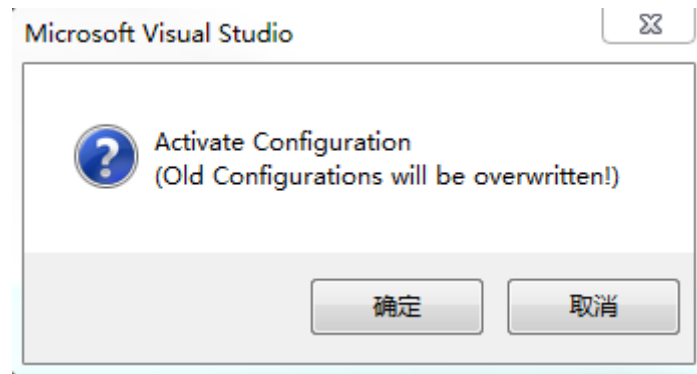 Microsoft Visual Studio
Activate Configuration
(Old Configurations will be overwritten!)
确定
取消